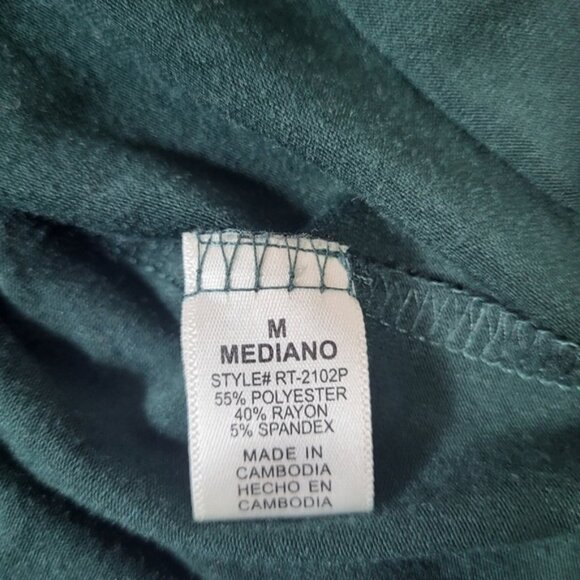 M
MEDIANO
STYLE# RT-2102P
55% POLYESTER
40% RAYON
5% SPANDEX
MADE IN
CAMBODIA
HECHO EN
CAMBODIA